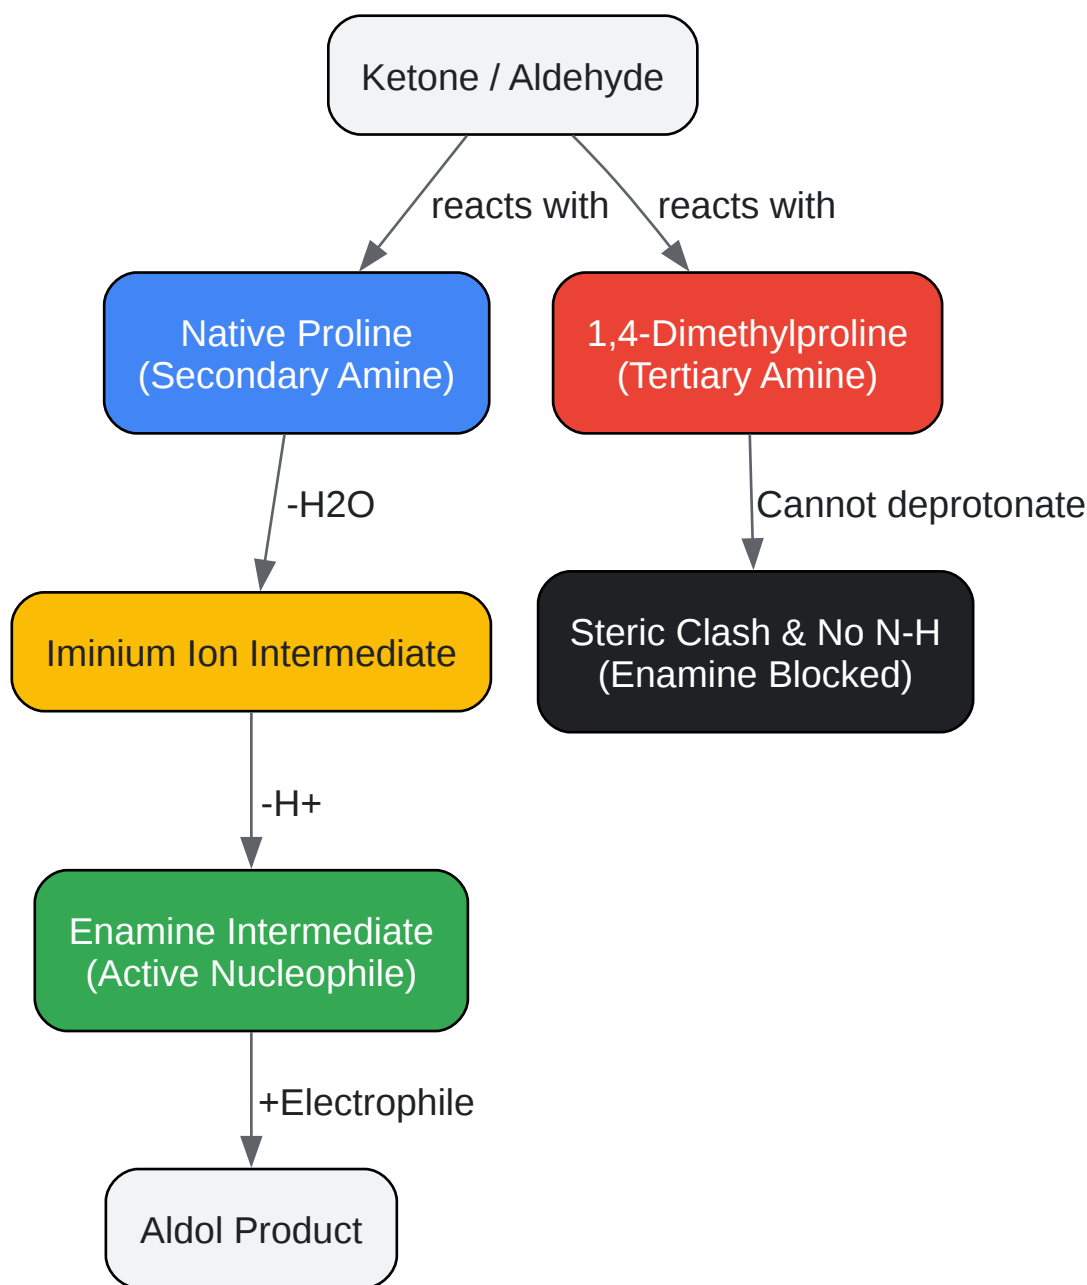 Ketone / Aldehyde
reacts with
reacts with
Native Proline
(Secondary Amine)
1,4-Dimethylproline
(Tertiary Amine)
-H2O
Cannot deprotonate
Iminium Ion Intermediate
Steric Clash & No N-H
(Enamine Blocked)
-H+
Enamine Intermediate
(Active Nucleophile)
+Electrophile
Aldol Product